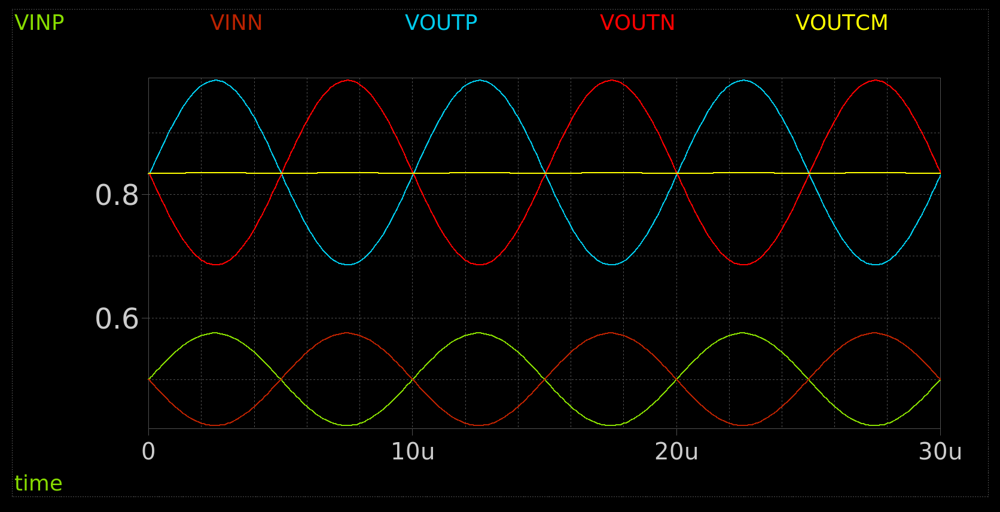 VINP VINN VOUTP VOUTN VOUTCM
0.8
0.6
0 10u 20u 30u
time